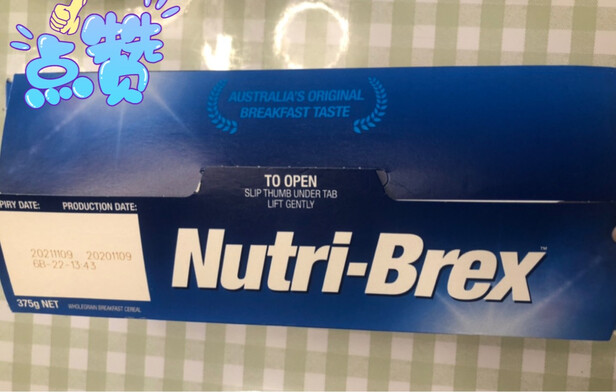 点赞
AUSTRALIA'S ORIGINAL
BREAKFAST TASTE
TO OPEN
SLIP THUMB UNDER TAB
LIFT GENTLY
PIRY DATE: PRODUCTION DATE:
20211109 20201109
6B-22-13:43
Nutri-Brex™
375g NET WHOLEGRAIN BREAKFAST CEREAL